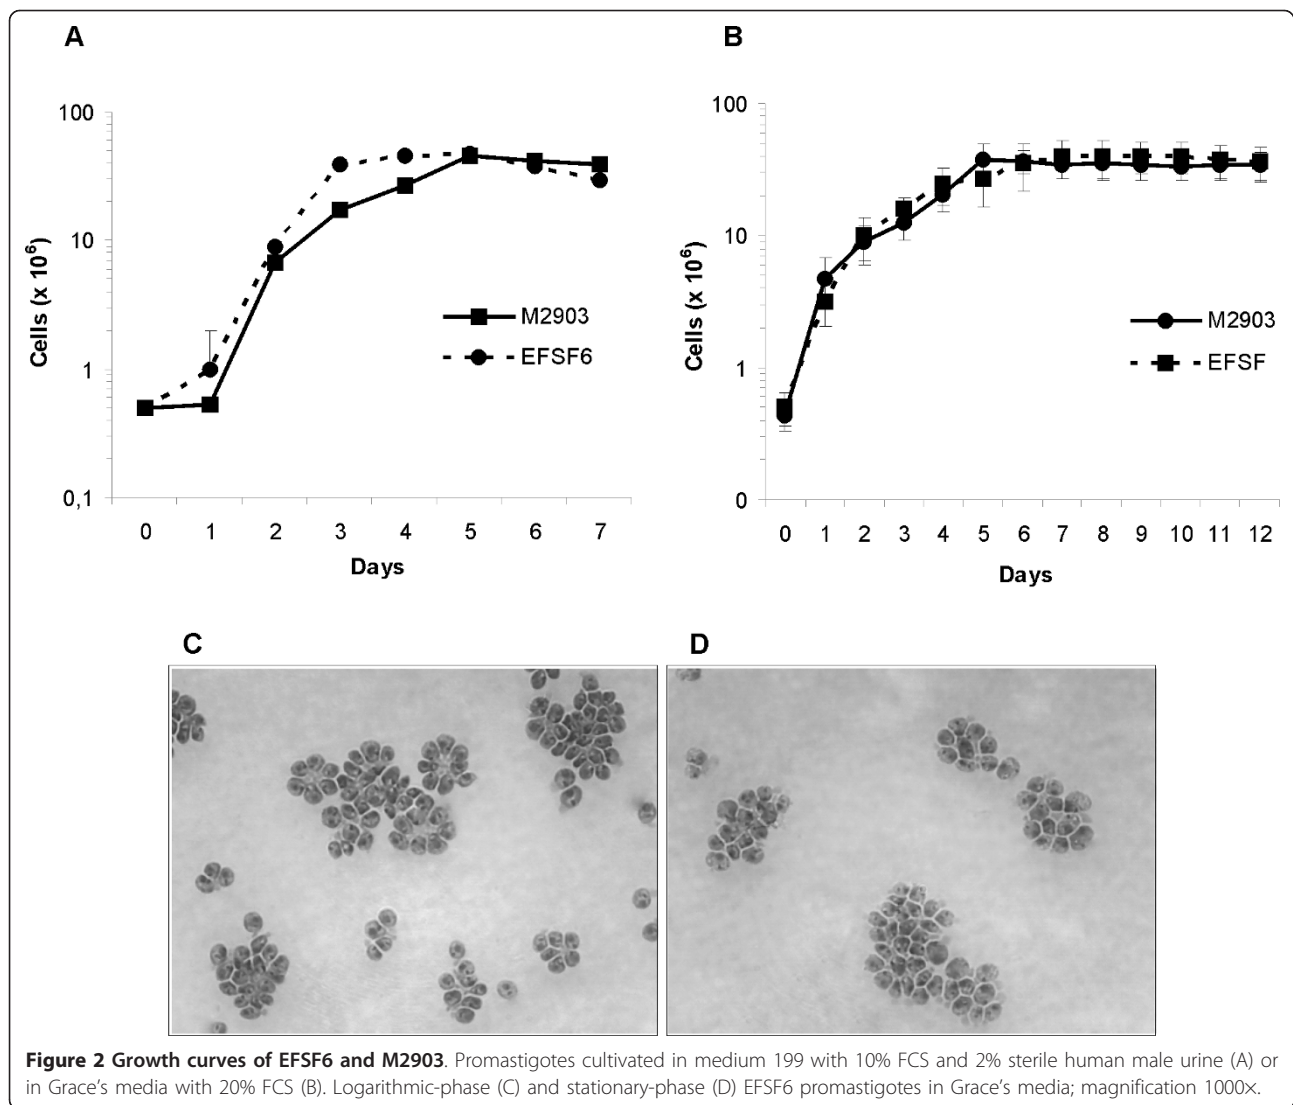 A
100
10
1
0,1
Cells (x 10⁶)
M2903
EFSF6
0 1 2 3 4 5 6 7
Days
B
100
10
1
0
Cells (x 10⁶)
M2903
EFSF
0 1 2 3 4 5 6 7 8 9 10 11 12
Days
C
D
Figure 2 Growth curves of EFSF6 and M2903. Promastigotes cultivated in medium 199 with 10% FCS and 2% sterile human male urine (A) or
in Grace's media with 20% FCS (B). Logarithmic-phase (C) and stationary-phase (D) EFSF6 promastigotes in Grace's media; magnification 1000×.